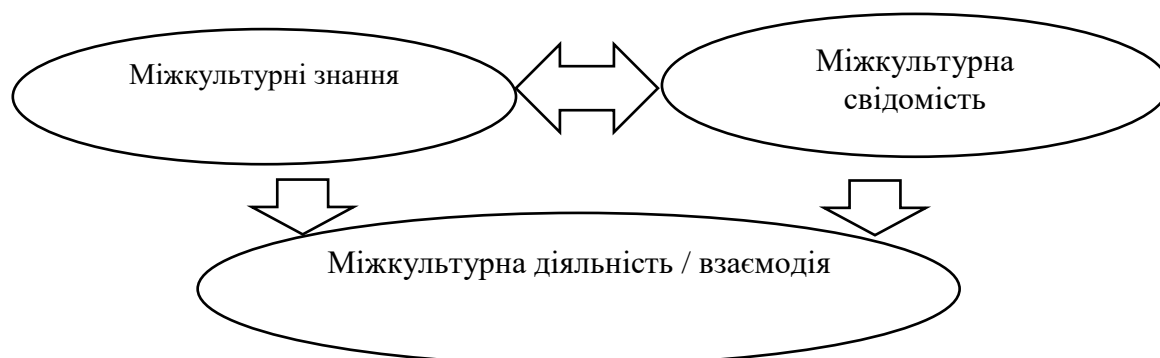 Міжкультурні знання
Міжкультурна
свідомість
Міжкультурна діяльність / взаємодія